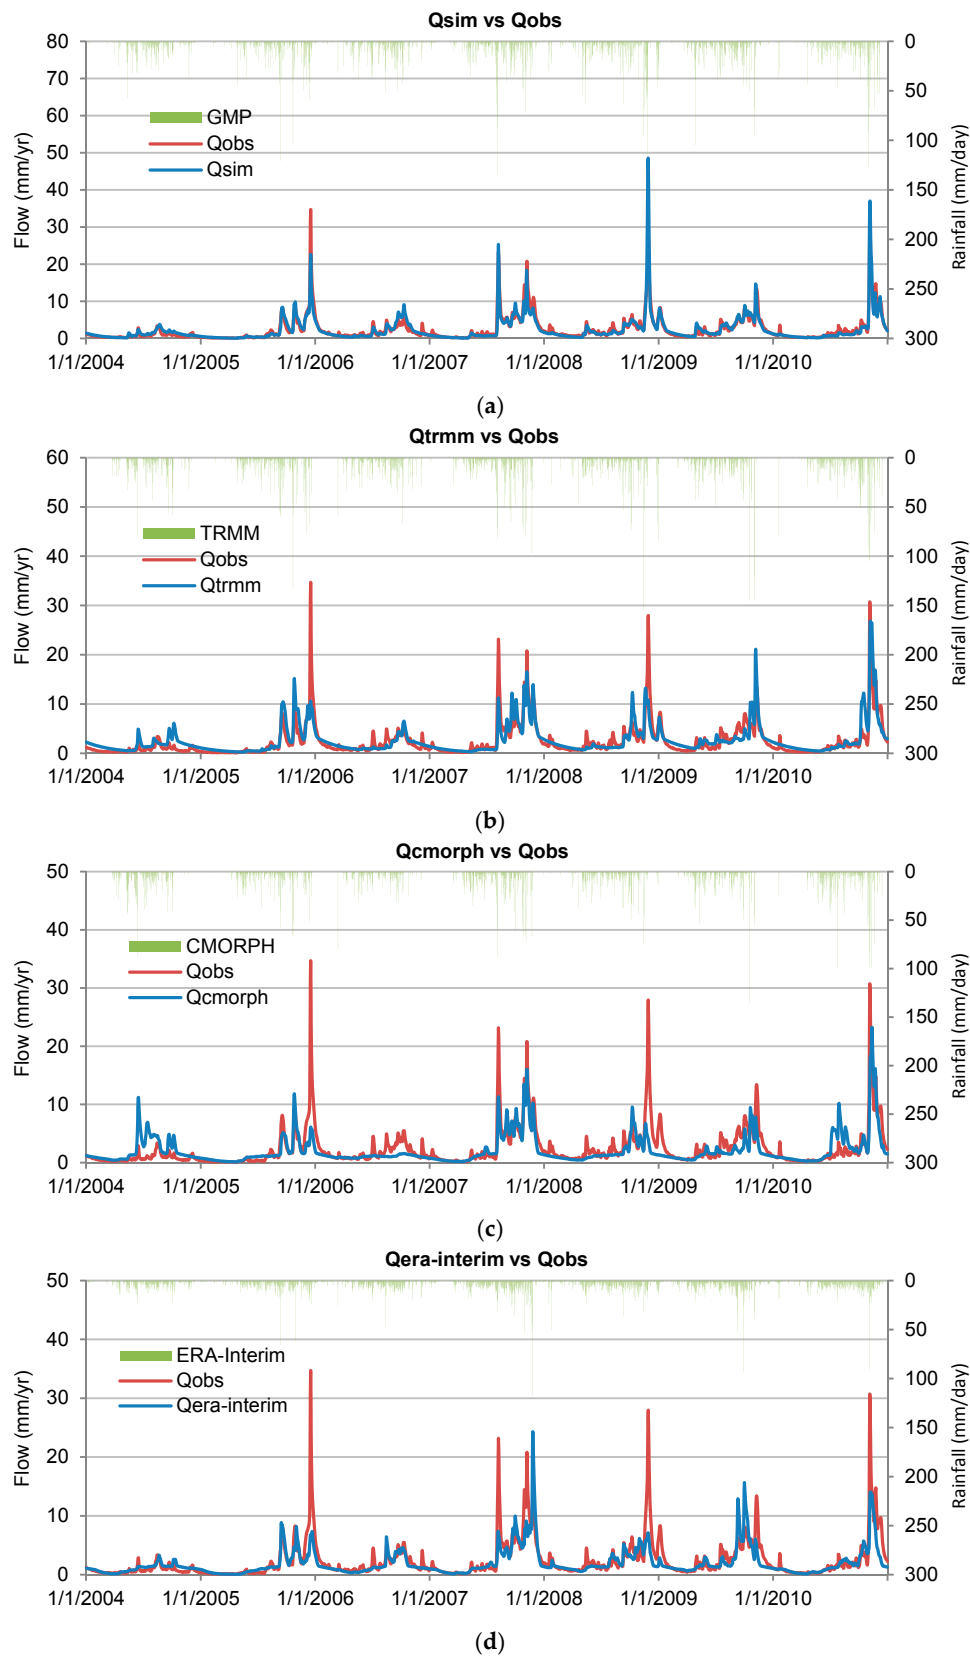 Qsim vs Qobs
80 0
70
60 50
50 100
40 150
30 200
20
10 250
0 300
GMP
Qobs
Qsim
Flow (mm/yr)
Rainfall (mm/day)
1/1/2004 1/1/2005 1/1/2006 1/1/2007 1/1/2008 1/1/2009 1/1/2010
(a)
Qtrmm vs Qobs
60 0
50 50
40 100
30 150
20 200
10 250
0 300
TRMM
Qobs
Qtrmm
Flow (mm/yr)
Rainfall (mm/day)
1/1/2004 1/1/2005 1/1/2006 1/1/2007 1/1/2008 1/1/2009 1/1/2010
(b)
Qcmorph vs Qobs
50 0
40 50
30 100
150
20 200
10 250
0 300
CMORPH
Qobs
Qcmorph
Flow (mm/yr)
Rainfall (mm/day)
1/1/2004 1/1/2005 1/1/2006 1/1/2007 1/1/2008 1/1/2009 1/1/2010
(c)
Qera-interim vs Qobs
50 0
40 50
30 100
150
20 200
10 250
0 300
ERA-Interim
Qobs
Qera-interim
Flow (mm/yr)
Rainfall (mm/day)
1/1/2004 1/1/2005 1/1/2006 1/1/2007 1/1/2008 1/1/2009 1/1/2010
(d)